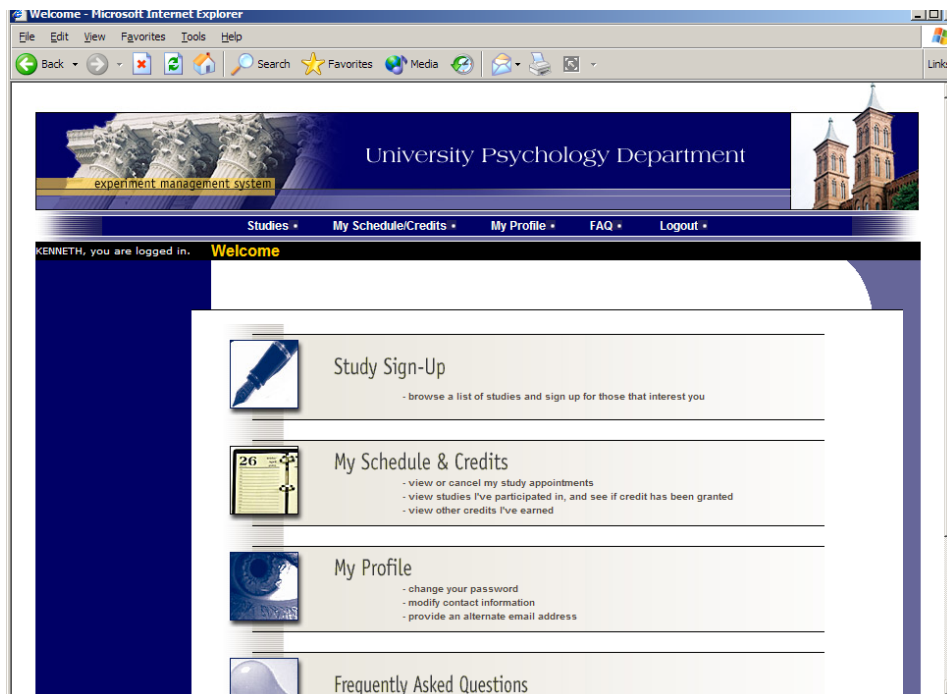 Welcome - Microsoft Internet Explorer
File Edit View Favorites Tools Help
Back Search Favorites Media Links
University Psychology Department
experiment management system
Studies My Schedule/Credits My Profile FAQ Logout
KENNETH, you are logged in. Welcome
Study Sign-Up
- browse a list of studies and sign up for those that interest you
26
My Schedule & Credits
- view or cancel my study appointments
- view studies I've participated in, and see if credit has been granted
- view other credits I've earned
My Profile
- change your password
- modify contact information
- provide an alternate email address
Frequently Asked Questions